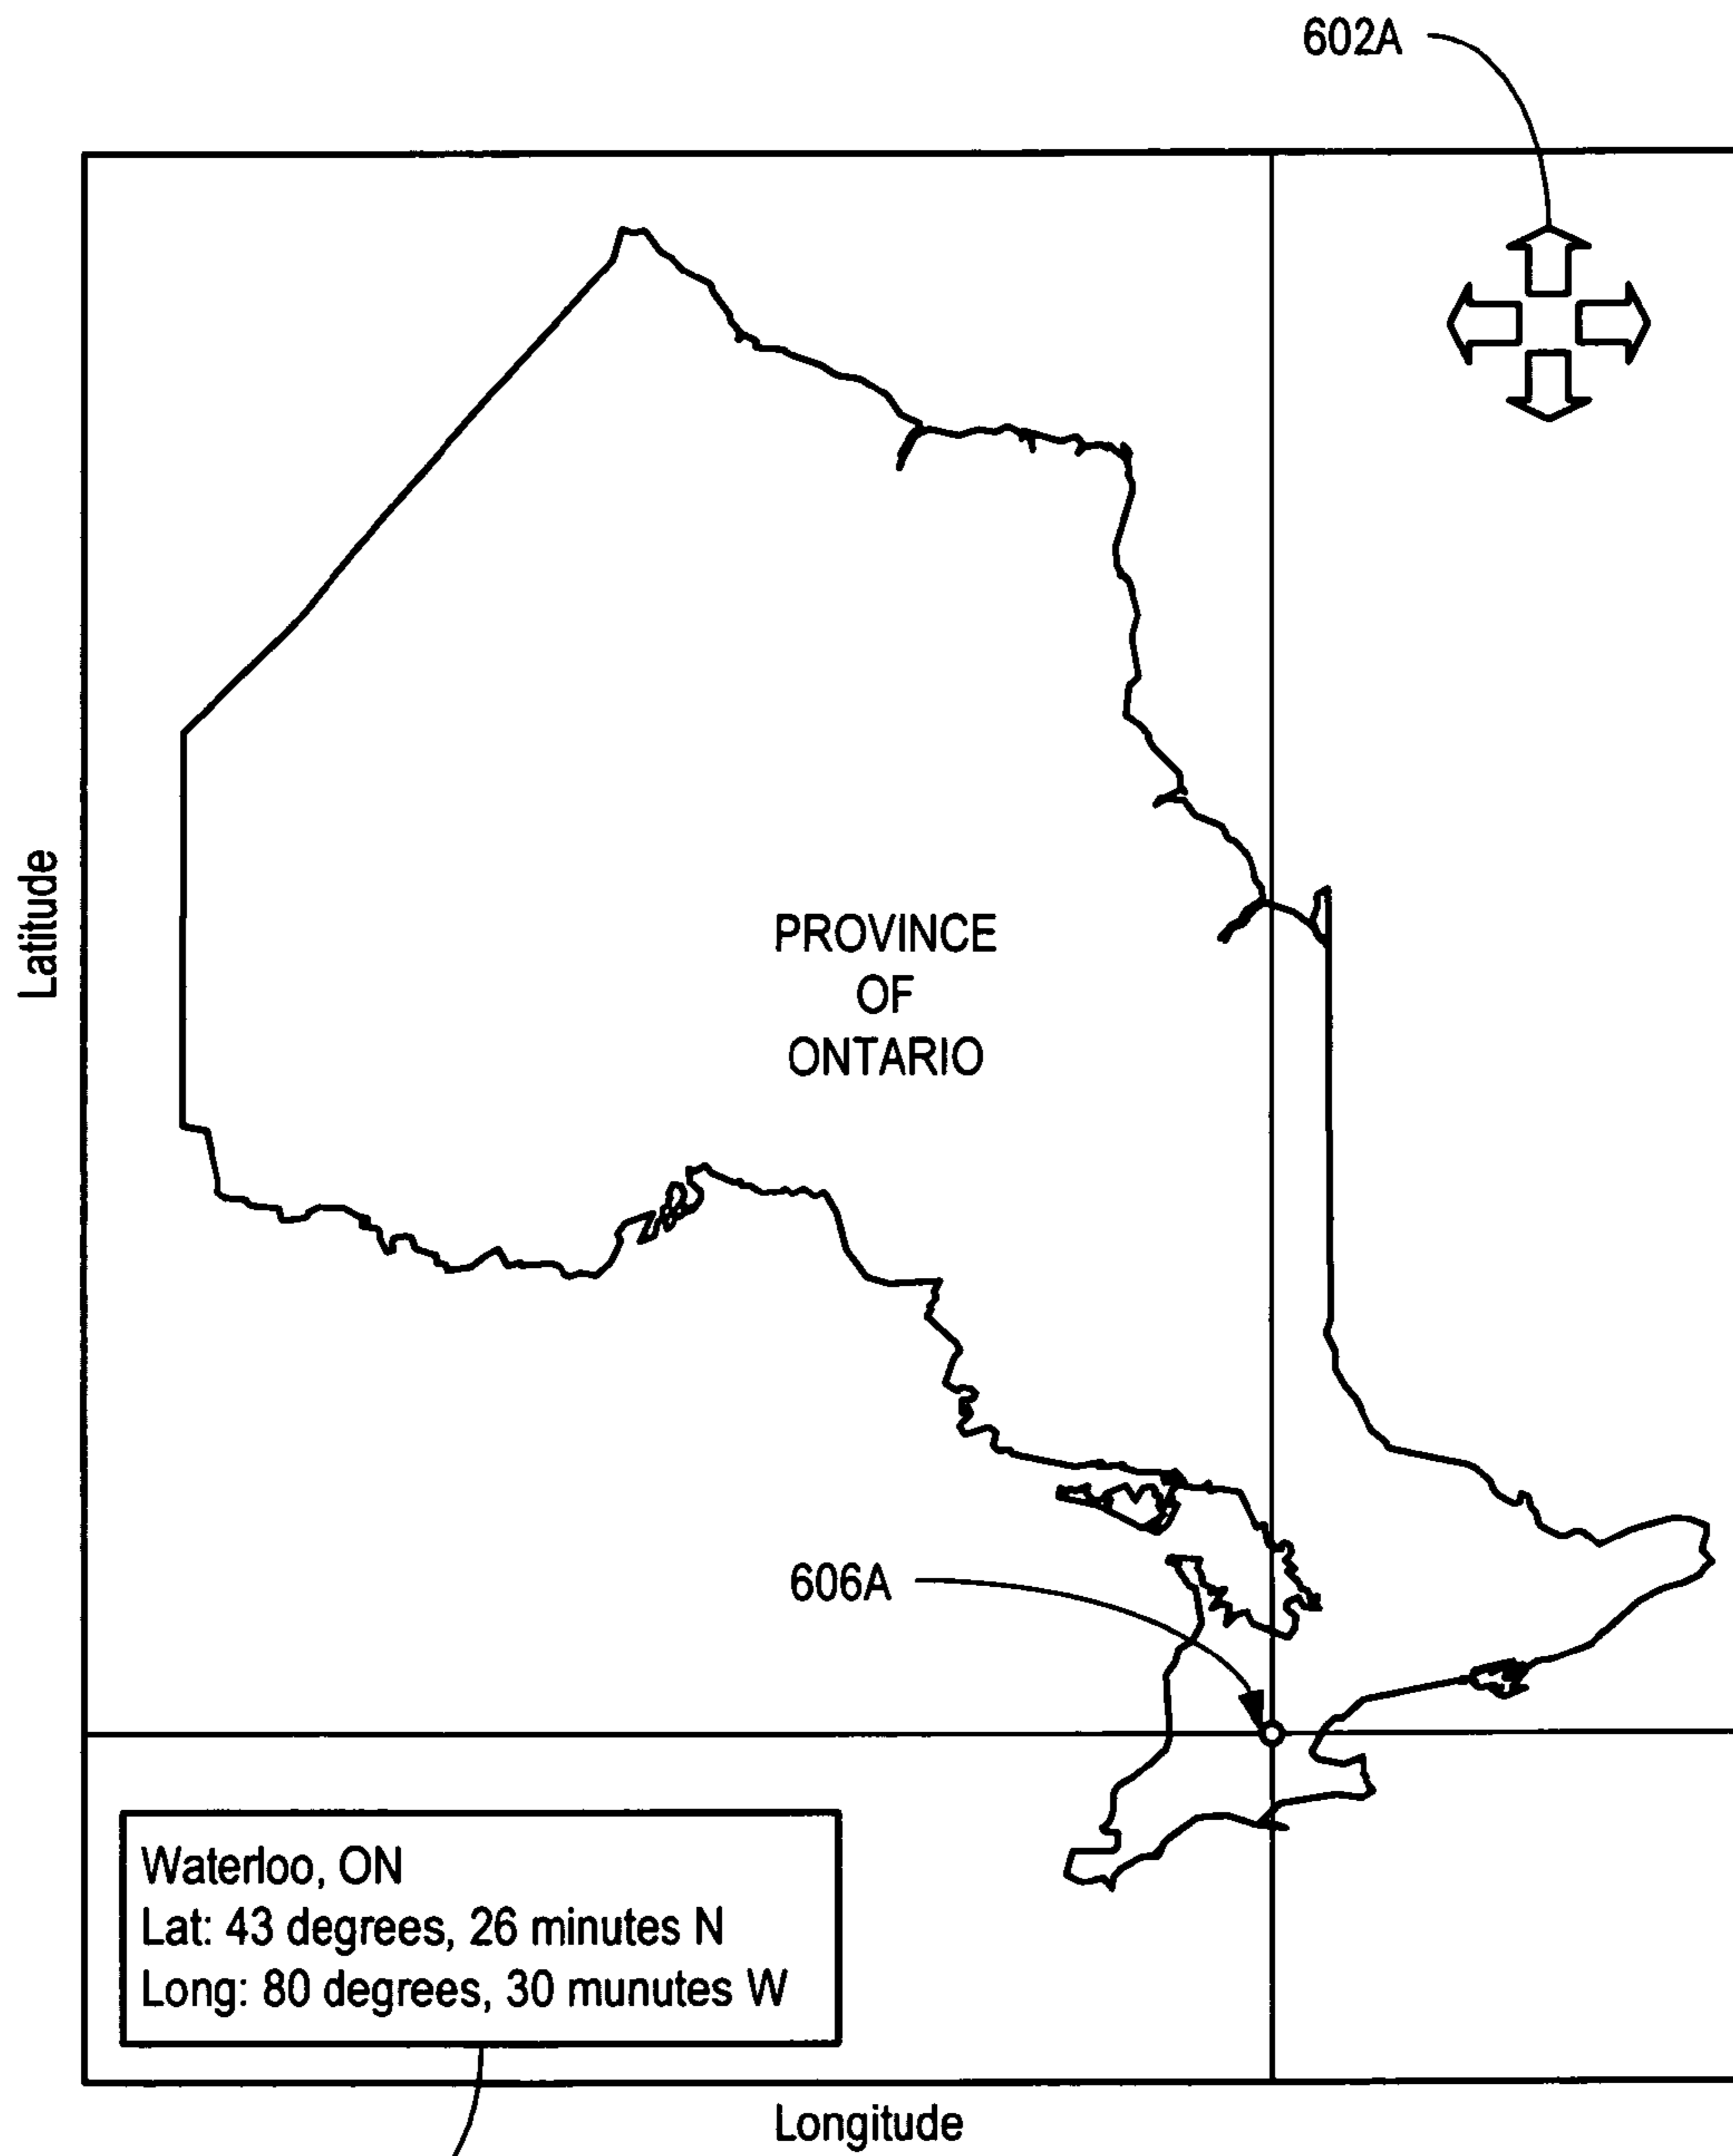 602A
Latitude
PROVINCE
OF
ONTARIO
606A
Waterloo, ON
Lat: 43 degrees, 26 minutes N
Long: 80 degrees, 30 munutes W
Longitude